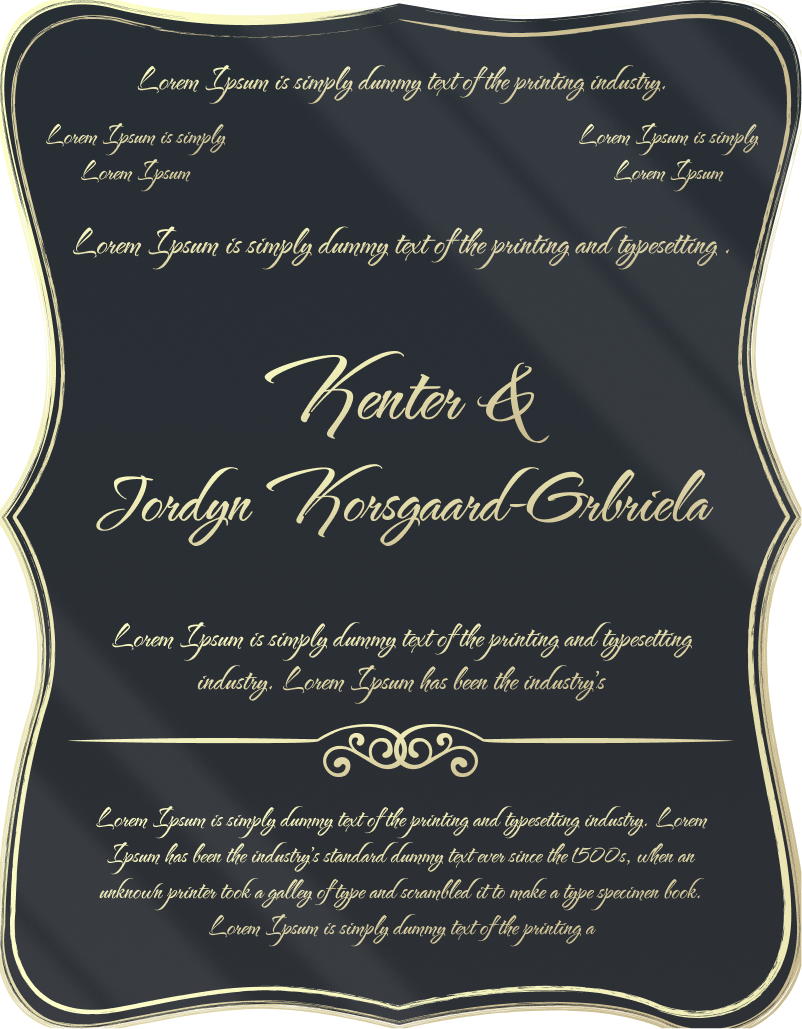 Lorem Ipsum is simply dummy text of the printing industry.
Lorem Ipsum is simply
Lorem Ipsum
Lorem Ipsum is simply
Lorem Ipsum
Lorem Ipsum is simply dummy text of the printing and typesetting .
Kenter &
Jordyn Korsgaard-Grbriela
Lorem Ipsum is simply dummy text of the printing and typesetting
industry. Lorem Ipsum has been the industry's
Lorem Ipsum is simply dummy text of the printing and typesetting industry. Lorem
Ipsum has been the industry's standard dummy text ever since the 1500s, when an
unknown printer took a galley of type and scrambled it to make a type specimen book.
Lorem Ipsum is simply dummy text of the printing a